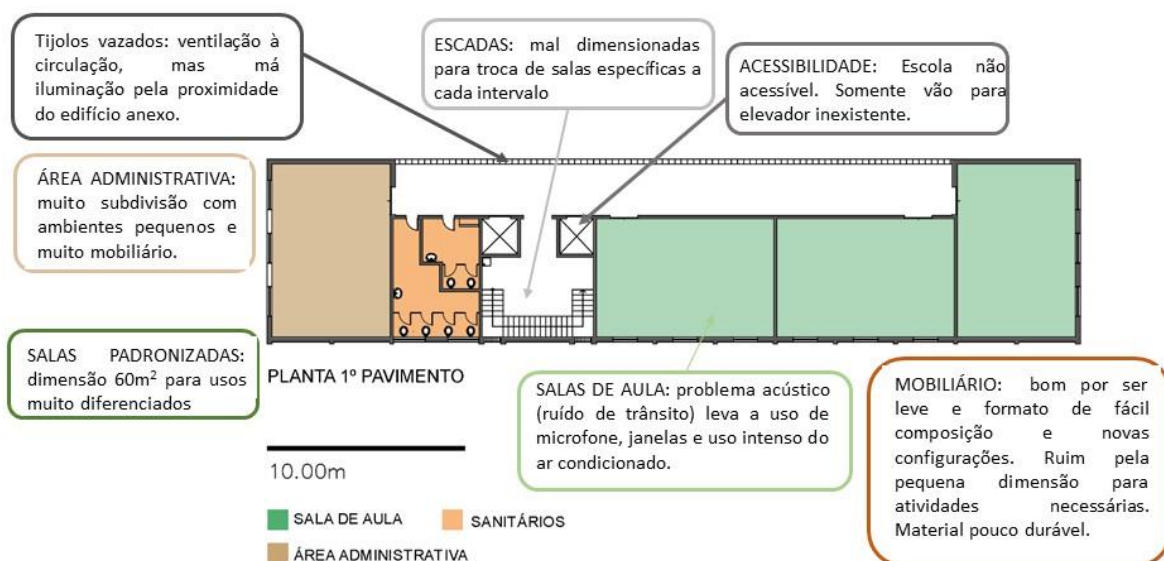 Tijolos vazados: ventilação à
circulação, mas má
iluminação pela proximidade
do edifício anexo.
ESCADAS: mal dimensionadas
para troca de salas específicas a
cada intervalo
ACESSIBILIDADE: Escola não
acessível. Somente vão para
elevador inexistente.
ÁREA ADMINISTRATIVA:
muito subdivisão com
ambientes pequenos e
muito mobiliário.
SALAS PADRONIZADAS:
dimensão 60m² para usos
muito diferenciados
PLANTA 1º PAVIMENTO
SALAS DE AULA: problema acústico
(ruído de trânsito) leva a uso de
microfone, janelas e uso intenso do
ar condicionado.
MOBILIÁRIO: bom por ser
leve e formato de fácil
composição e novas
configurações. Ruim pela
pequena dimensão para
atividades necessárias.
Material pouco durável.
10.00m
SALA DE AULA
SANITÁRIOS
ÁREA ADMINISTRATIVA